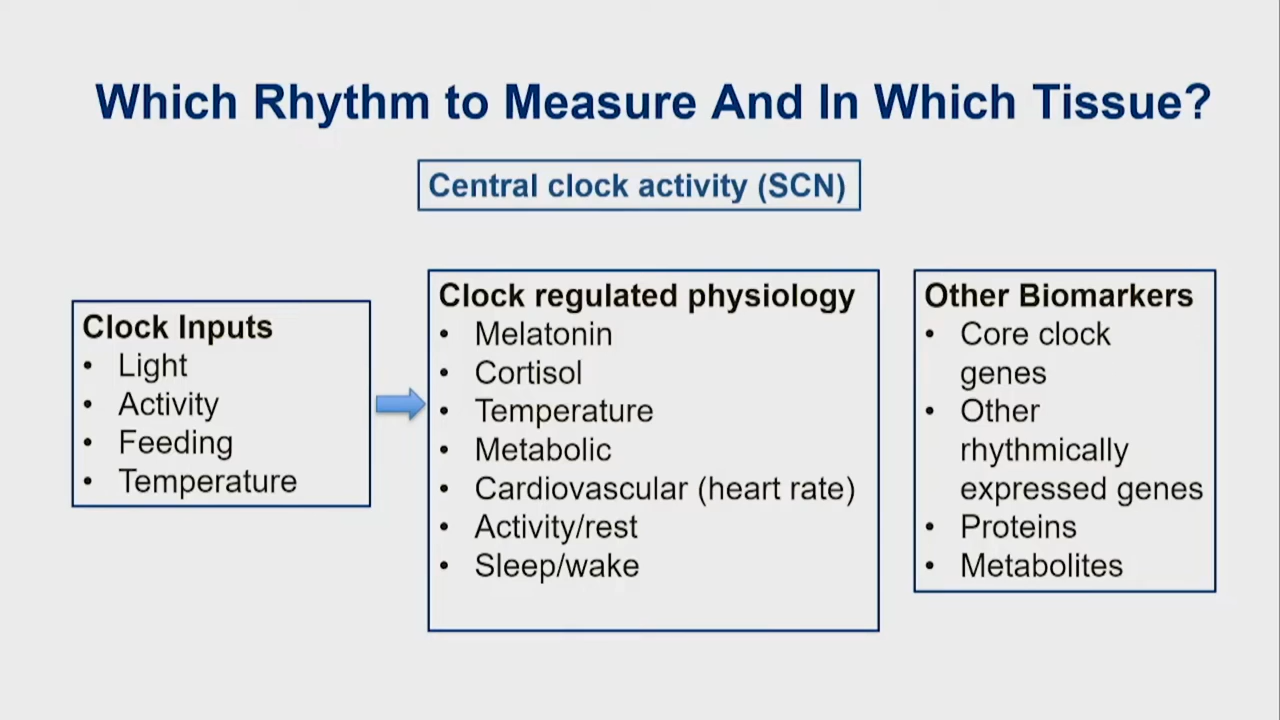 Which Rhythm to Measure And In Which Tissue?
Central clock activity (SCN)
Clock Inputs
• Light
• Activity
• Feeding
• Temperature
Clock regulated physiology
• Melatonin
• Cortisol
• Temperature
• Metabolic
• Cardiovascular (heart rate)
• Activity/rest
• Sleep/wake
Other Biomarkers
• Core clock
genes
• Other
rhythmically
expressed genes
• Proteins
• Metabolites